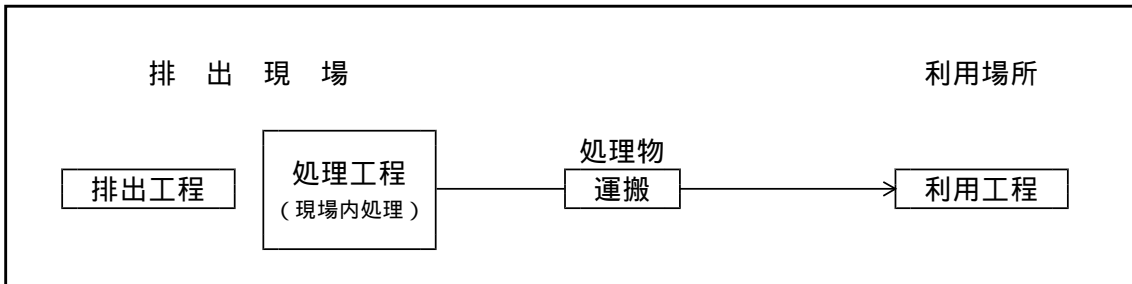 排 出 現 場
利用場所
処理物
排出工程
処理工程
（現場内処理）
運搬
利用工程